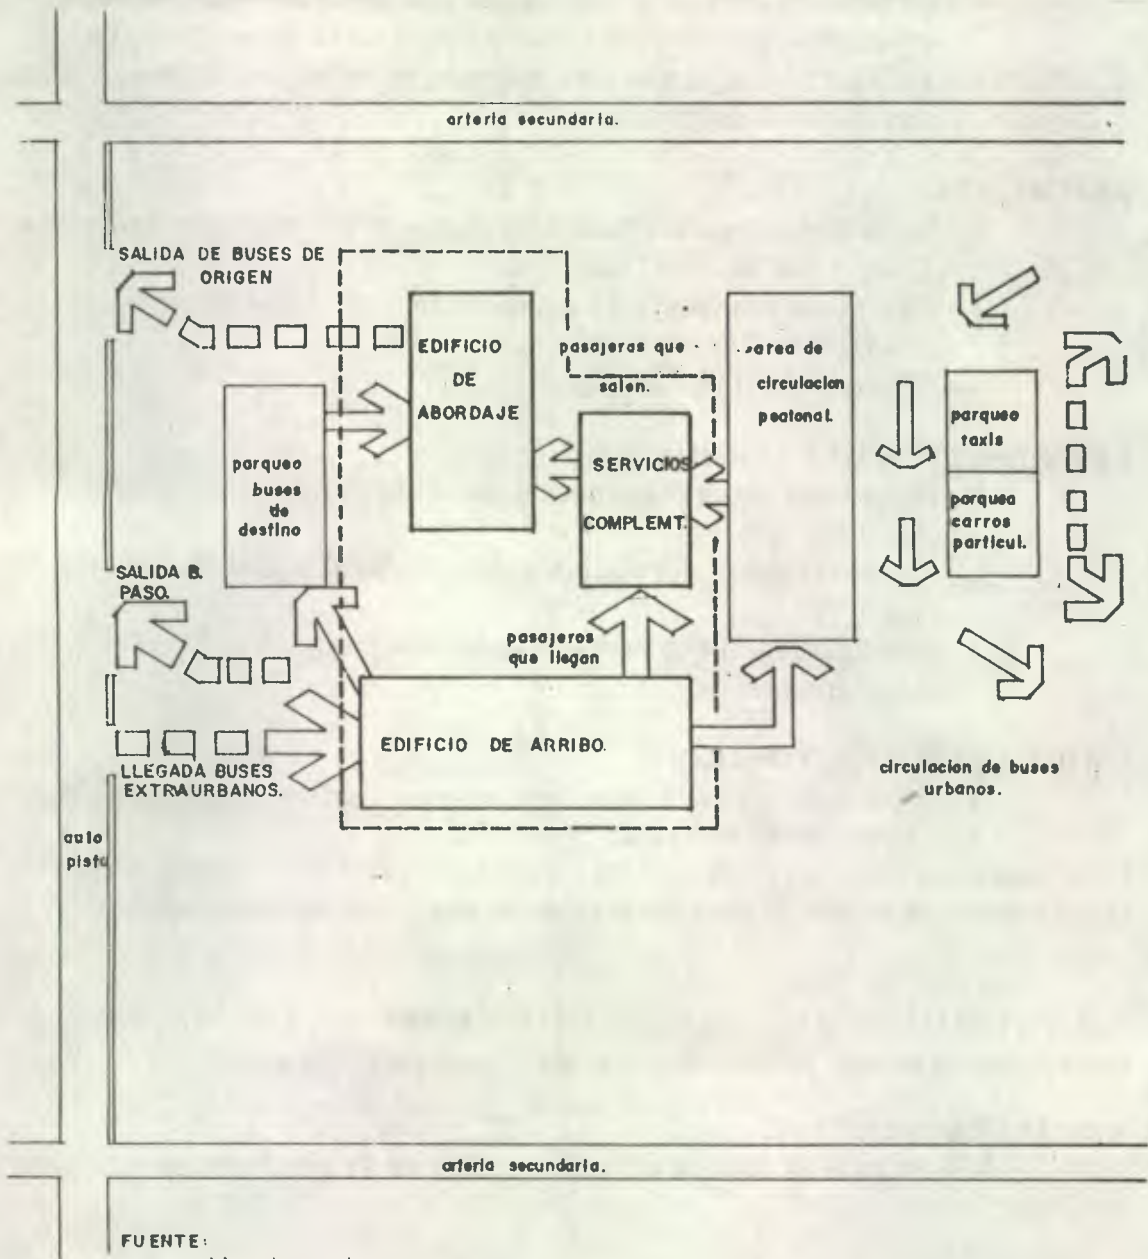 arteria secundaria.
SALIDA DE BUSES DE
ORIGEN
EDIFICIO
DE
ABORDAJE
pasajeras que
salen.
area de
circulacion
peatonal.
parqueo
taxis
parqueo
buses
de
destino
SERVICIOS
COMPLEMT.
parqueo
carros
particul.
SALIDA B.
PASO.
pasajeros
que llegan
EDIFICIO DE ARRIBO.
LLEGADA BUSES
EXTRAURBANOS.
circulacion de buses
urbanos.
auto
pista
arteria secundaria.
FUENTE: